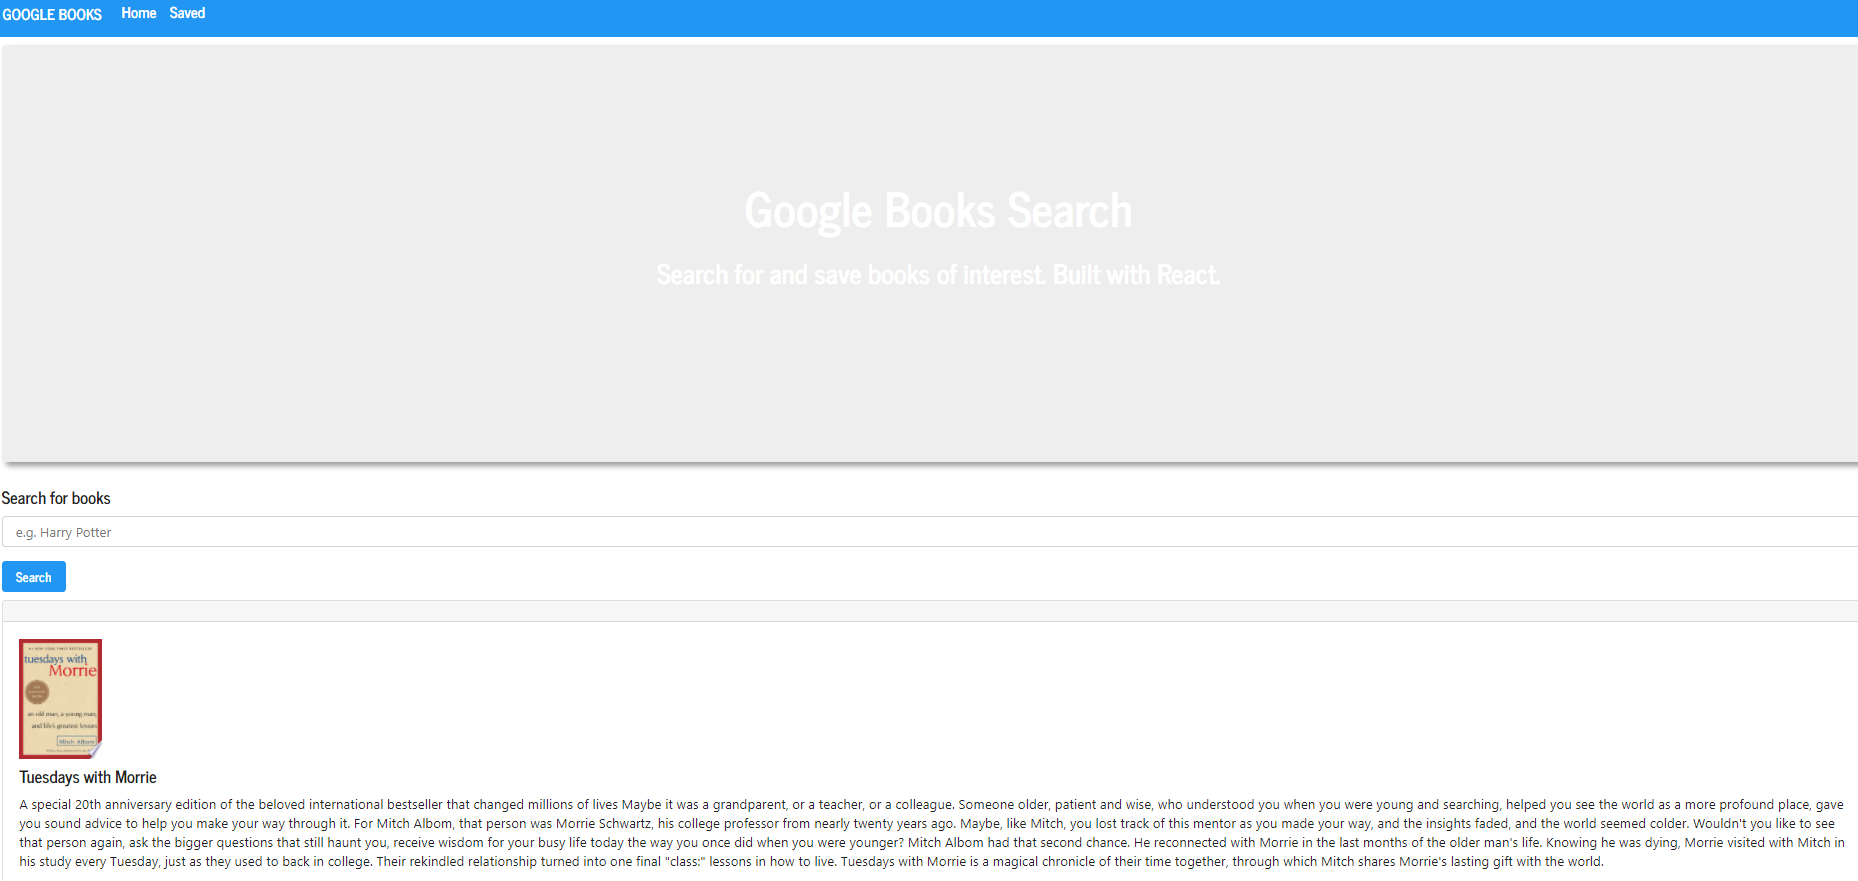 GOOGLE BOOKS Home Saved
Google Books Search
Search for and save books of interest. Built with React.
Search for books
e.g. Harry Potter
Search
#1 NEW YORK TIMES BESTSELLER
tuesdays with
Morrie
an old man, a young man,
and life's greatest lesson
Mitch Albom
Tuesdays with Morrie
A special 20th anniversary edition of the beloved international bestseller that changed millions of lives Maybe it was a grandparent, or a teacher, or a colleague. Someone older, patient and wise, who understood you when you were young and searching, helped you see the world as a more profound place, gave
you sound advice to help you make your way through it. For Mitch Albom, that person was Morrie Schwartz, his college professor from nearly twenty years ago. Maybe, like Mitch, you lost track of this mentor as you made your way, and the insights faded, and the world seemed colder. Wouldn't you like to see
that person again, ask the bigger questions that still haunt you, receive wisdom for your busy life today the way you once did when you were younger? Mitch Albom had that second chance. He reconnected with Morrie in the last months of the older man's life. Knowing he was dying, Morrie visited with Mitch in
his study every Tuesday, just as they used to back in college. Their rekindled relationship turned into one final "class:" lessons in how to live. Tuesdays with Morrie is a magical chronicle of their time together, through which Mitch shares Morrie's lasting gift with the world.